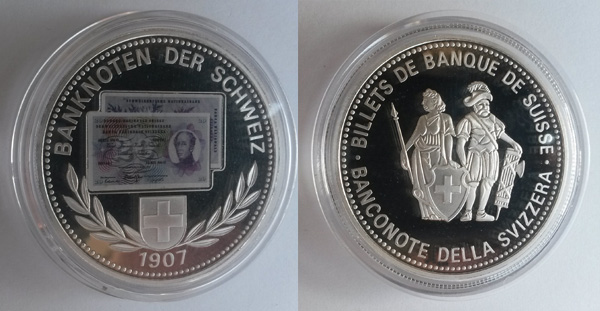 BANKNOTEN DER SCHWEIZ
1907
· BILLETS DE BANQUE DE SUISSE ·
BANCONOTE DELLA SVIZZERA